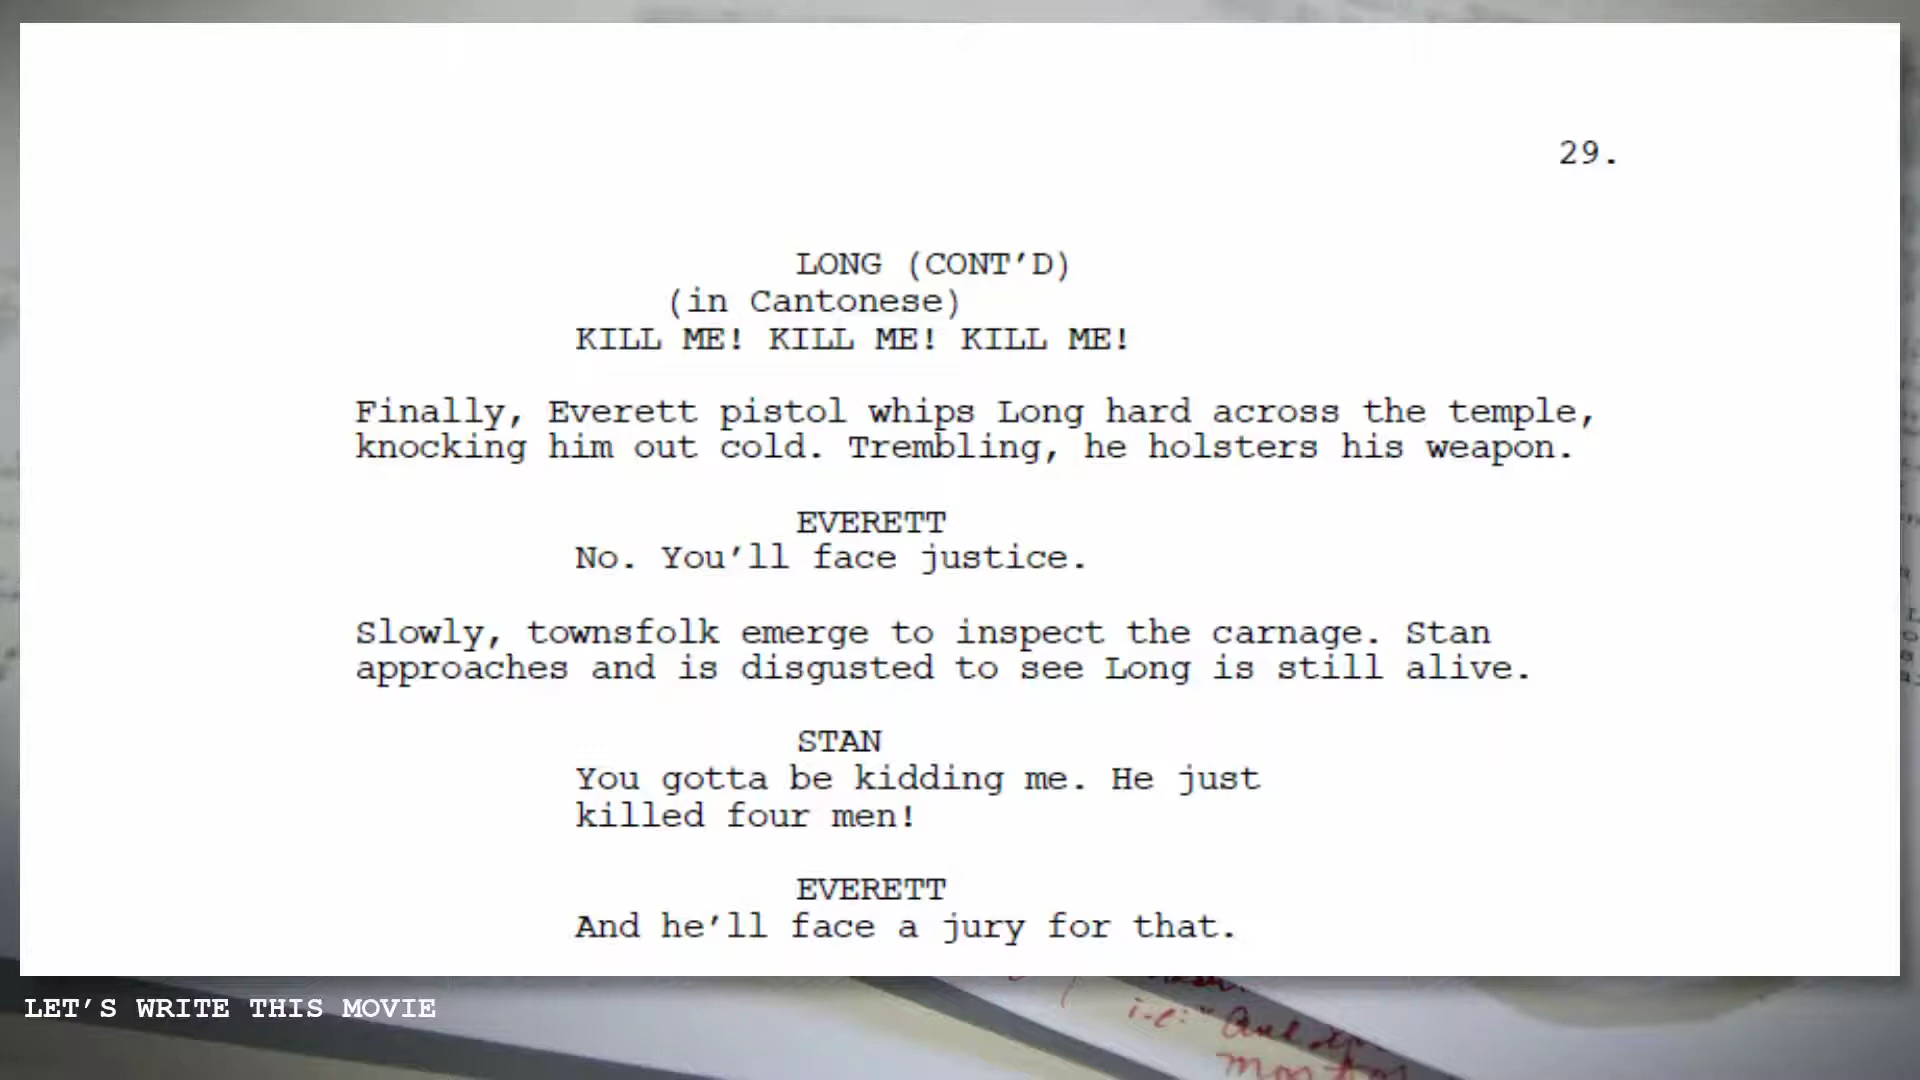 29.
LONG (CONT’D)
(in Cantonese)
KILL ME! KILL ME! KILL ME!
Finally, Everett pistol whips Long hard across the temple,
knocking him out cold. Trembling, he holsters his weapon.
EVERETT
No. You’ll face justice.
Slowly, townsfolk emerge to inspect the carnage. Stan
approaches and is disgusted to see Long is still alive.
STAN
You gotta be kidding me. He just
killed four men!
EVERETT
And he’ll face a jury for that.
LET’S WRITE THIS MOVIE
i-e: